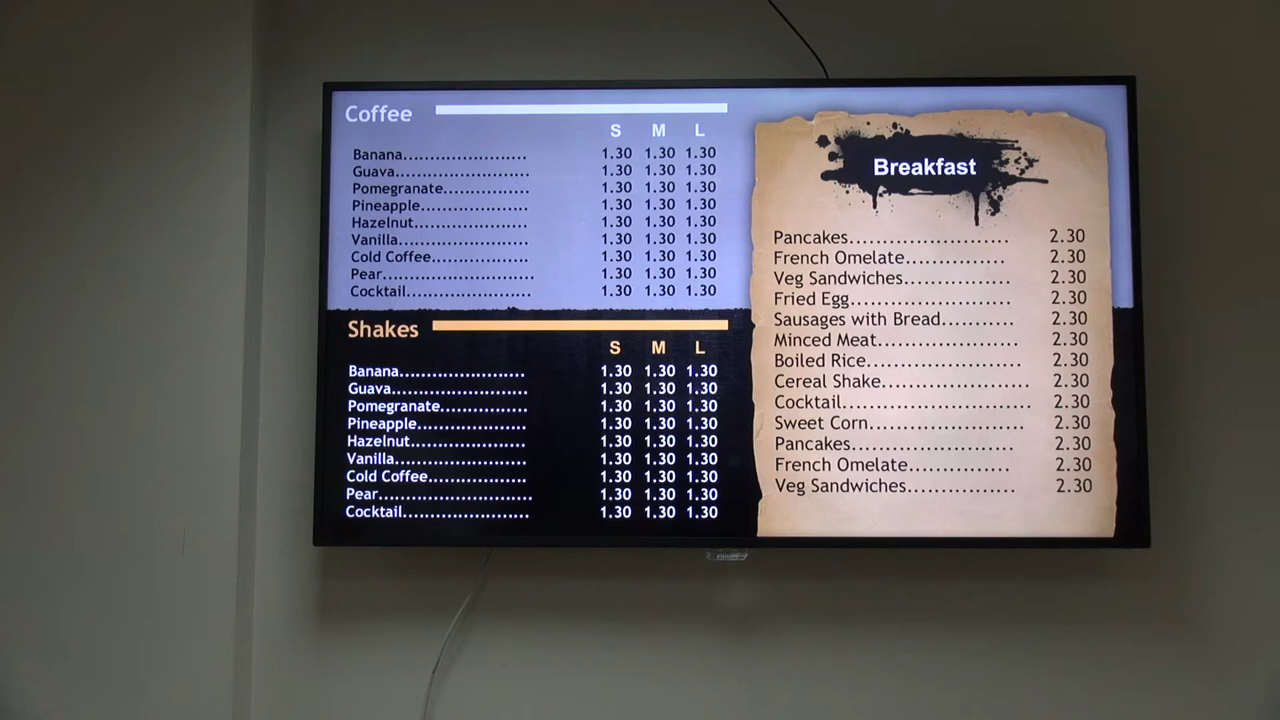 Coffee
S M L
Banana...................... 1.30 1.30 1.30
Guava........................ 1.30 1.30 1.30
Pomegranate............... 1.30 1.30 1.30
Pineapple................... 1.30 1.30 1.30
Hazelnut.................... 1.30 1.30 1.30
Vanilla....................... 1.30 1.30 1.30
Cold Coffee................. 1.30 1.30 1.30
Pear........................... 1.30 1.30 1.30
Cocktail...................... 1.30 1.30 1.30
Shakes
S M L
Banana....................... 1.30 1.30 1.30
Guava........................ 1.30 1.30 1.30
Pomegranate................ 1.30 1.30 1.30
Pineapple.................... 1.30 1.30 1.30
Hazelnut..................... 1.30 1.30 1.30
Vanilla........................ 1.30 1.30 1.30
Cold Coffee.................. 1.30 1.30 1.30
Pear............................ 1.30 1.30 1.30
Cocktail....................... 1.30 1.30 1.30
Breakfast
Pancakes....................... 2.30
French Omelate.............. 2.30
Veg Sandwiches............... 2.30
Fried Egg....................... 2.30
Sausages with Bread.......... 2.30
Minced Meat.................... 2.30
Boiled Rice...................... 2.30
Cereal Shake..................... 2.30
Cocktail........................... 2.30
Sweet Corn...................... 2.30
Pancakes....................... 2.30
French Omelate............... 2.30
Veg Sandwiches................ 2.30